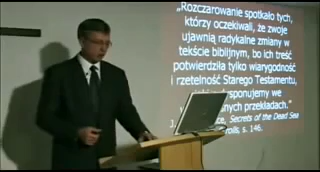 „Rozczarowanie spotkało tych,
którzy oczekiwali, że zwoje
ujawnią radykalne zmiany w
tekście biblijnym, bo ich treść
potwierdziła tylko wiarygodność
i rzetelność Starego Testamentu,
ponujemy we
nych przekładach."
J. Secrets of the Dead Sea
s. 146.